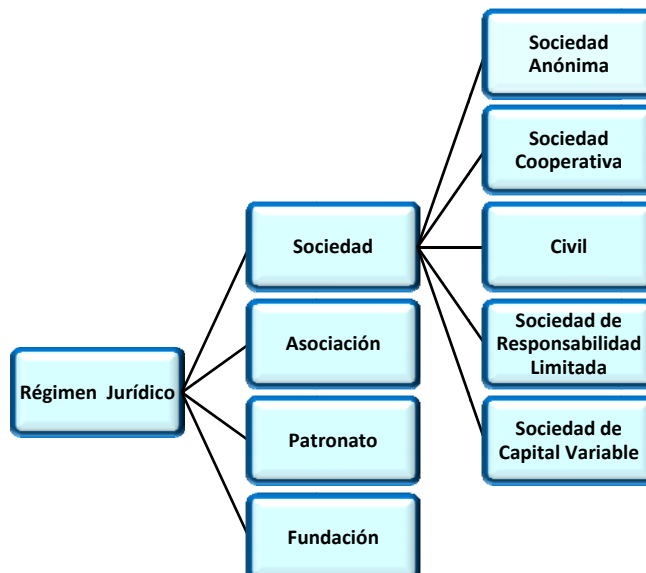 Régimen Jurídico
Sociedad
Asociación
Patronato
Fundación
Sociedad
Anónima
Sociedad
Cooperativa
Civil
Sociedad de
Responsabilidad
Limitada
Sociedad de
Capital Variable